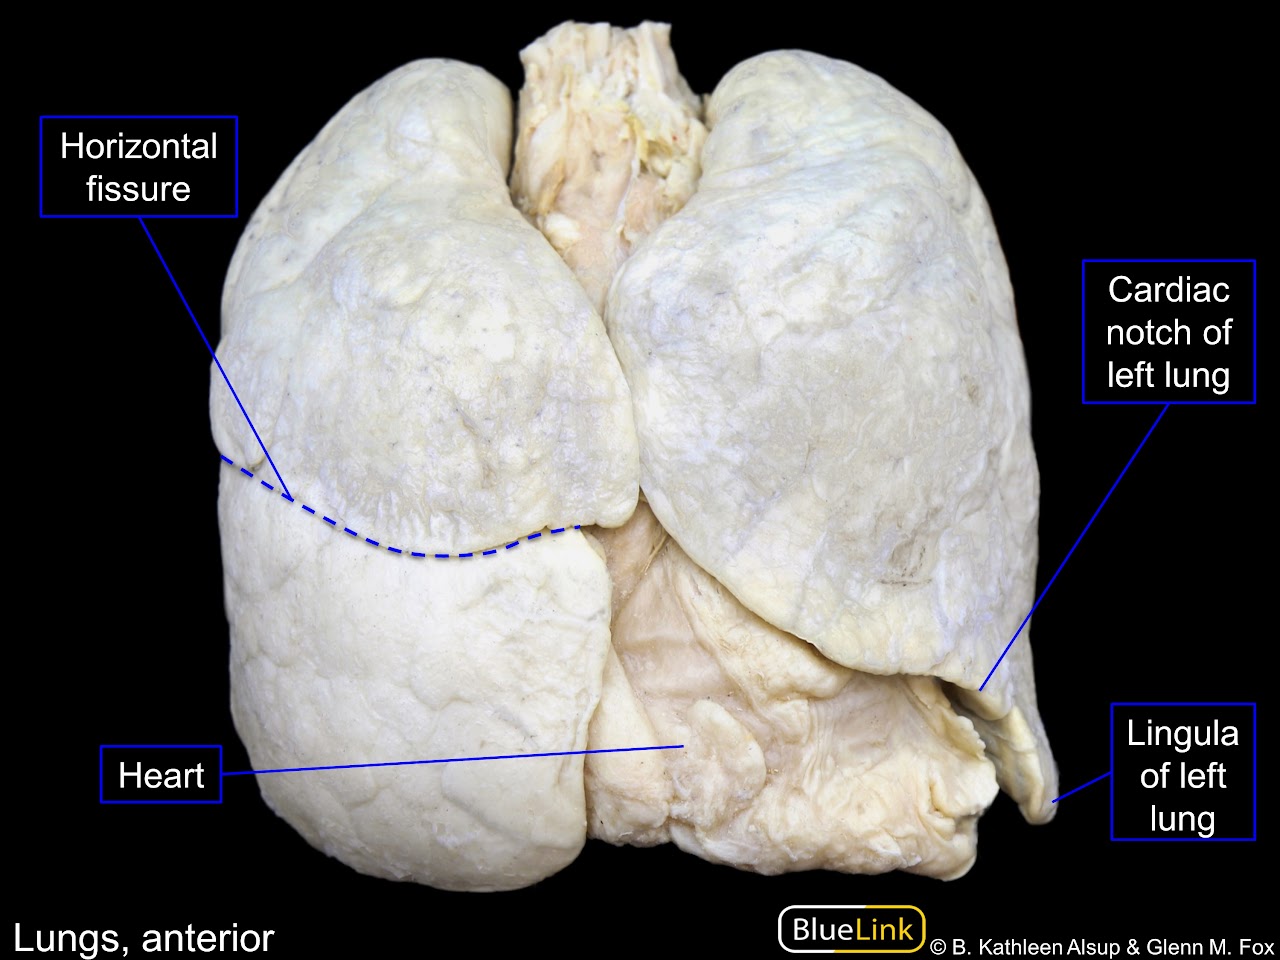 Horizontal
fissure
Cardiac
notch of
left lung
Heart
Lingula
of left
lung
Lungs, anterior
BlueLink
© B. Kathleen Alsup & Glenn M. Fox